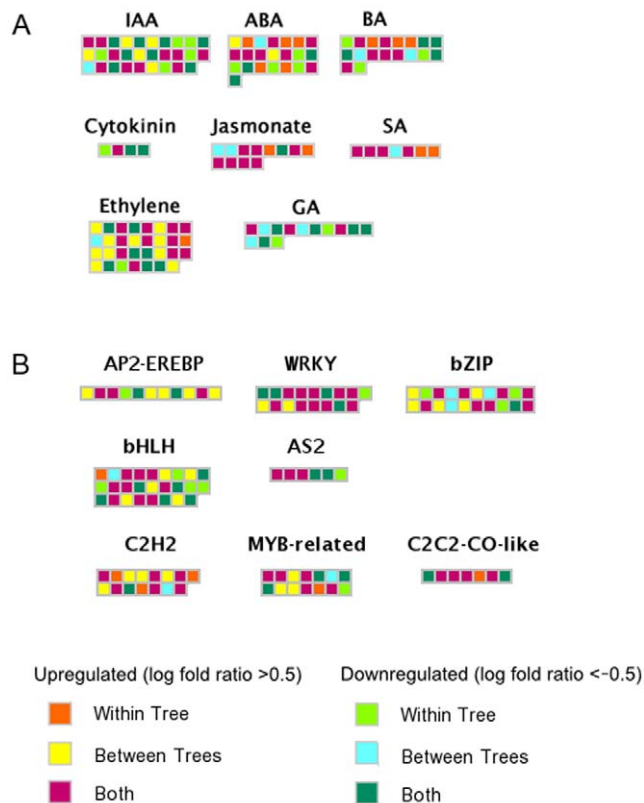 A
IAA ABA BA
Cytokinin Jasmonate SA
Ethylene GA
B
AP2-EREBP WRKY bZIP
bHLH AS2
C2H2 MYB-related C2C2-CO-like
Upregulated (log fold ratio >0.5) Downregulated (log fold ratio <-0.5)
Within Tree Within Tree
Between Trees Between Trees
Both Both